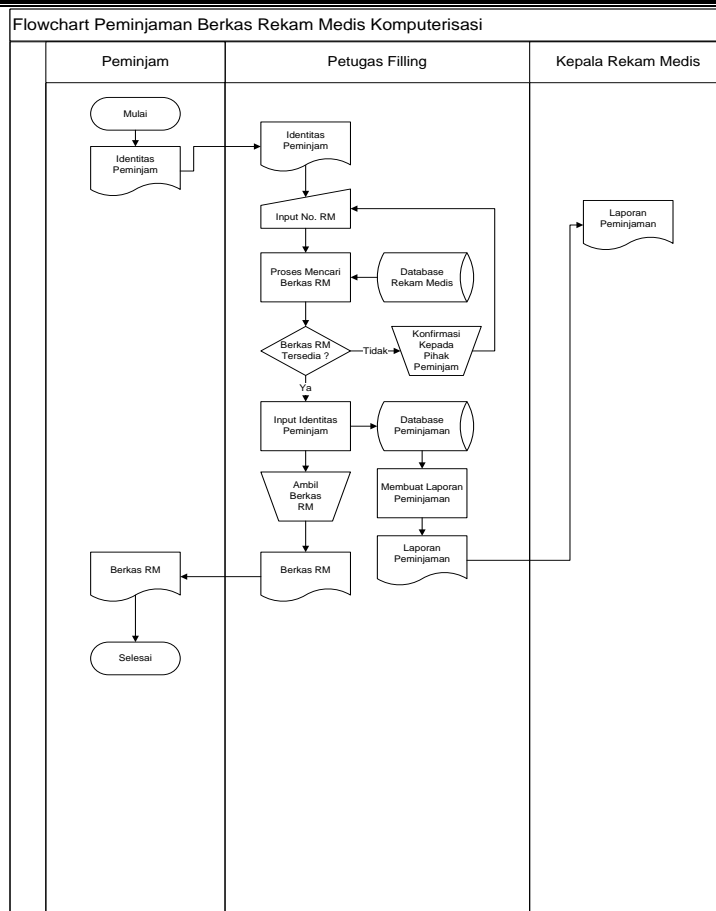 Flowchart Peminjaman Berkas Rekam Medis Komputerisasi
Peminjam
Petugas Filling
Kepala Rekam Medis
Mulai
Identitas
Peminjam
Identitas
Peminjam
Input No. RM
Laporan
Peminjaman
Proses Mencari
Berkas RM
Database
Rekam Medis
Berkas RM
Tersedia ?
Tidak
Konfirmasi
Kepada
Pihak
Peminjam
Ya
Input Identitas
Peminjam
Database
Peminjaman
Ambil
Berkas
RM
Membuat Laporan
Peminjaman
Laporan
Peminjaman
Berkas RM
Berkas RM
Selesai